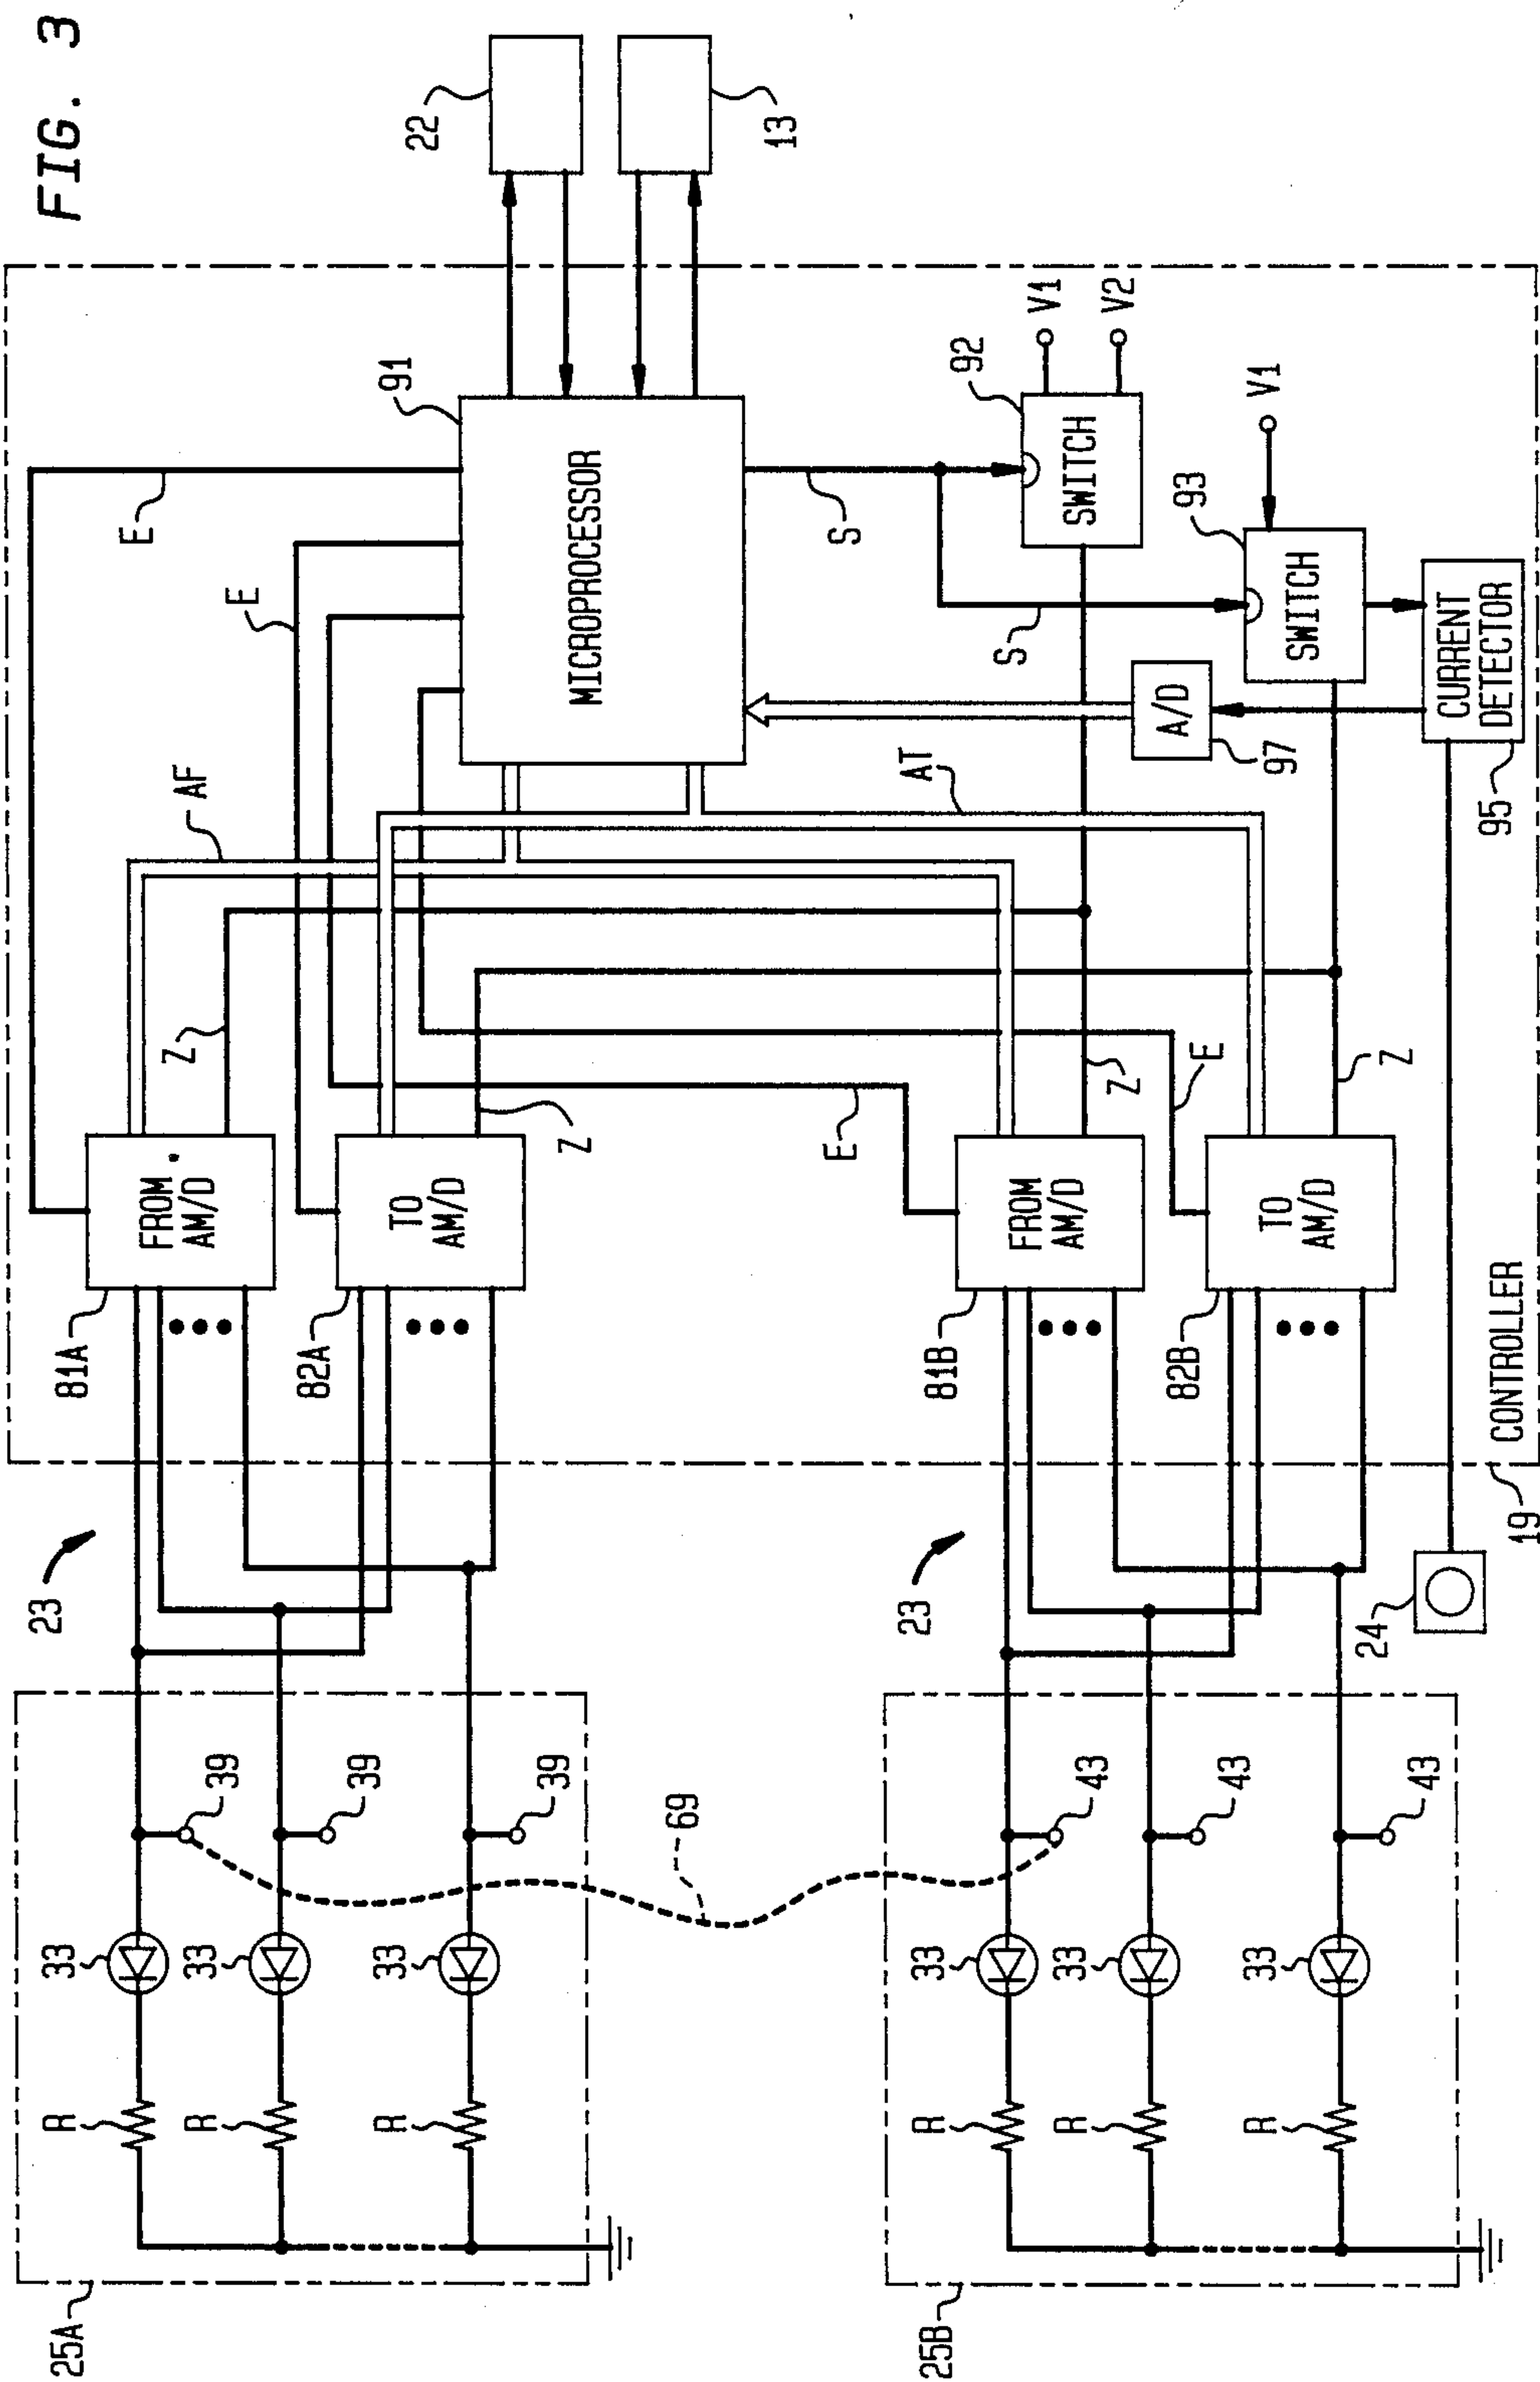 FIG. 3
25A
R
R
R
33
33
33
39
39
39
23
81A
FROM
AM/D
82A
TO
AM/D
Z
Z
E
E
AF
91
MICROPROCESSOR
22
13
69
25B
R
R
R
33
33
33
43
43
43
23
81B
FROM
AM/D
82B
TO
AM/D
E
Z
E
Z
AT
S
S
92
SWITCH
V1
V2
93
SWITCH
V1
A/D
97
CURRENT
DETECTOR
95
24
19
CONTROLLER